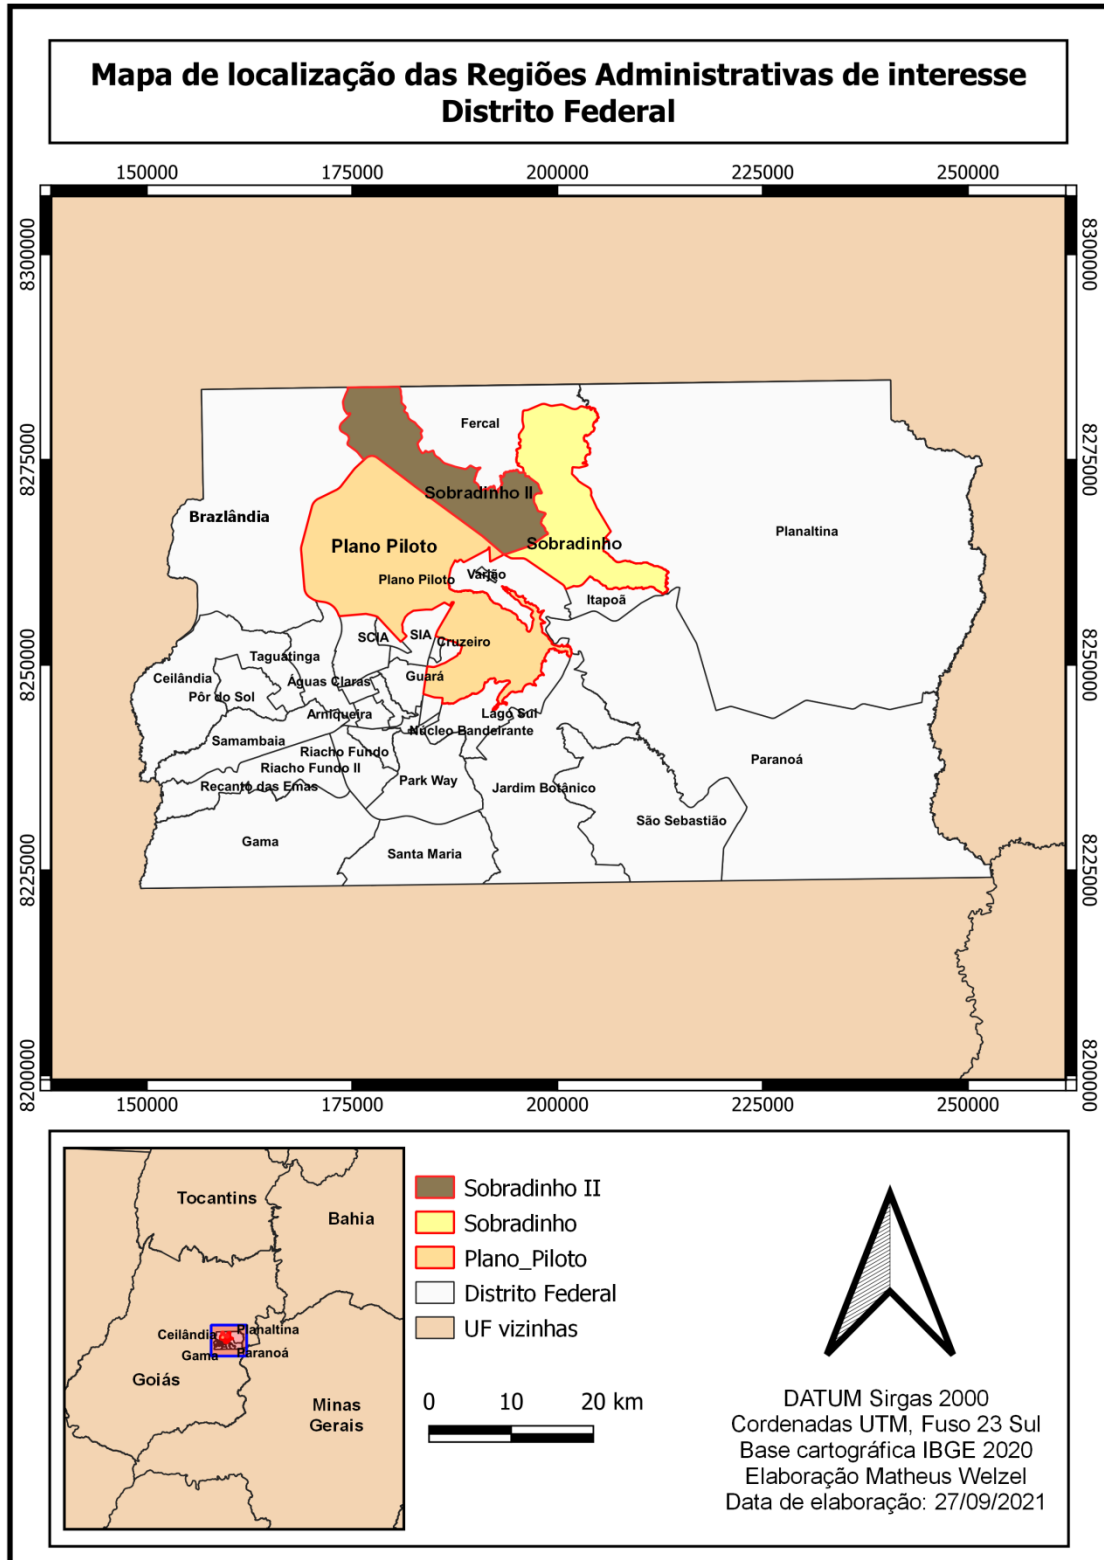 Mapa de localização das Regiões Administrativas de interesse
Distrito Federal
150000 175000 200000 225000 250000
8300000 8300000
8275000 8275000
8250000 8250000
8225000 8225000
8200000 8200000
Fercal
Sobradinho II
Brazlândia
Planaltina
Plano Piloto
Sobradinho
Plano Piloto
Varjão
Itapoã
SCIA
SIA
Cruzeiro
Taguatinga
Ceilândia
Águas Claras
Guará
Pôr do Sol
Arniqueira
Lago Sul
Núcleo Bandeirante
Samambaia
Riacho Fundo
Paranoá
Riacho Fundo II
Park Way
Recanto das Emas
Jardim Botânico
São Sebastião
Gama
Santa Maria
150000 175000 200000 225000 250000
Tocantins
Bahia
Ceilândia
Planaltina
Gama
Paranoá
Goiás
Minas
Gerais
Sobradinho II
Sobradinho
Plano_Piloto
Distrito Federal
UF vizinhas
0 10 20 km
DATUM Sirgas 2000
Cordenadas UTM, Fuso 23 Sul
Base cartográfica IBGE 2020
Elaboração Matheus Welzel
Data de elaboração: 27/09/2021